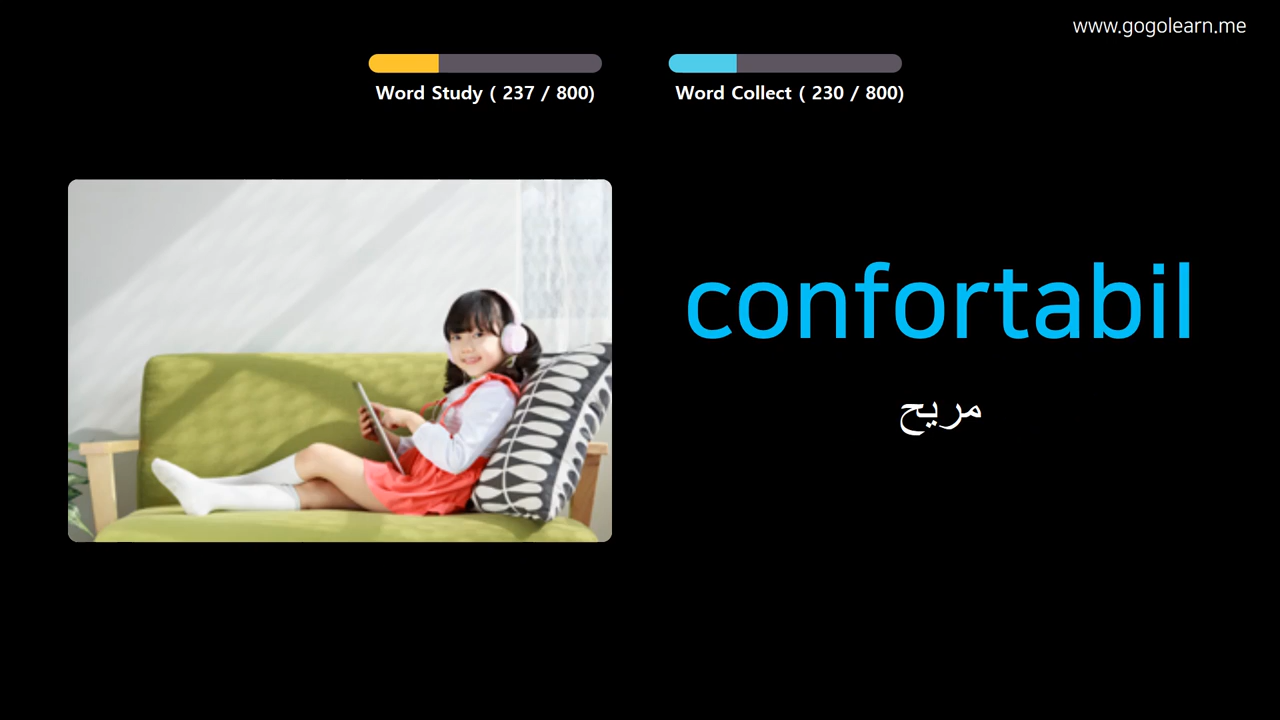 www.gogolearn.me
Word Study ( 237 / 800)
Word Collect ( 230 / 800)
confortabil
مريح